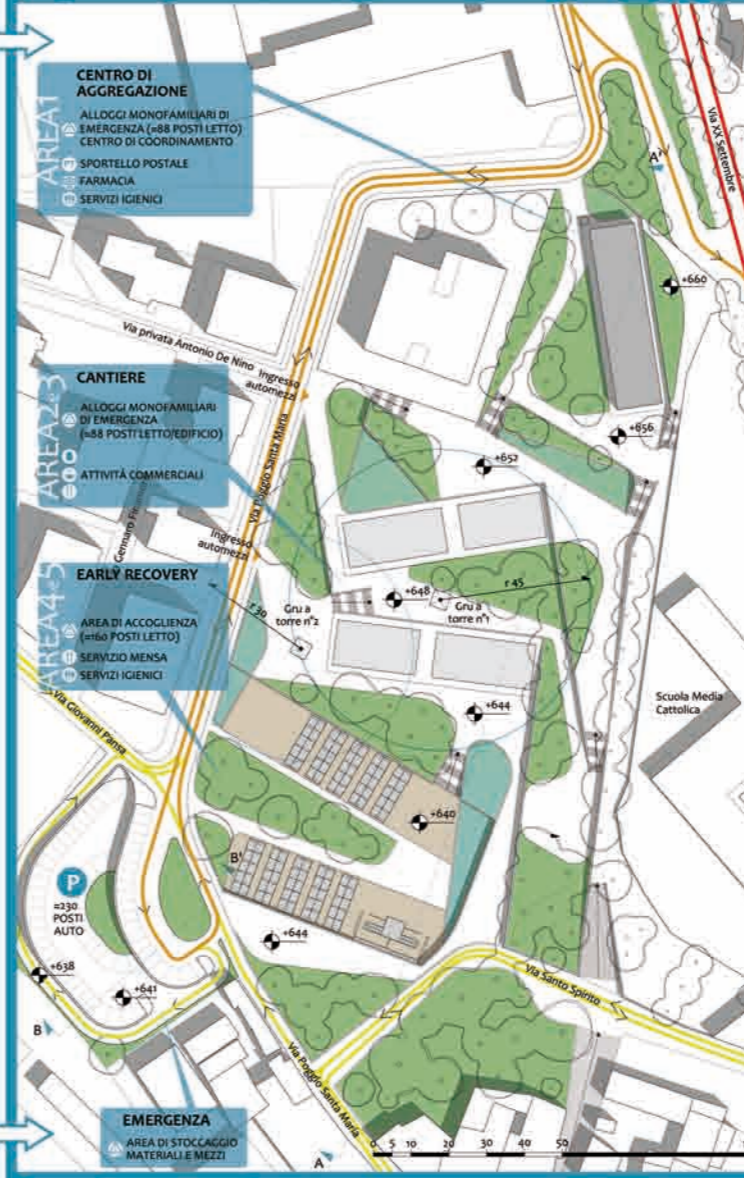 AREA1
CENTRO DI
AGGREGAZIONE
ALLOGGI MONOFAMILIARI DI
EMERGENZA (=88 POSTI LETTO)
CENTRO DI COORDINAMENTO
SPORTELLO POSTALE
FARMACIA
SERVIZI IGIENICI
Via XX Settembre
A'
+660
Via privata Antonio De Nino
Ingresso
automezzi
AREA2-3
CANTIERE
ALLOGGI MONOFAMILIARI
DI EMERGENZA
(=88 POSTI LETTO/EDIFICIO)
ATTIVITÀ COMMERCIALI
Via Poggio Santa Maria
+656
+652
Gennaro
Ingresso
automezzi
AREA4-5
EARLY RECOVERY
AREA DI ACCOGLIENZA
(=160 POSTI LETTO)
SERVIZIO MENSA
SERVIZI IGIENICI
r 30
Gru a
torre n°2
+648
Gru a
torre n°1
r 45
Scuola Media
Cattolica
Via Giovanni Pansa
+644
+640
B'
P
=230
POSTI
AUTO
+644
+638
+641
B
Via Santo Spirito
Via Poggio Santa Maria
EMERGENZA
AREA DI STOCCAGGIO
MATERIALI E MEZZI
A
0 5 10 20 30 40 50